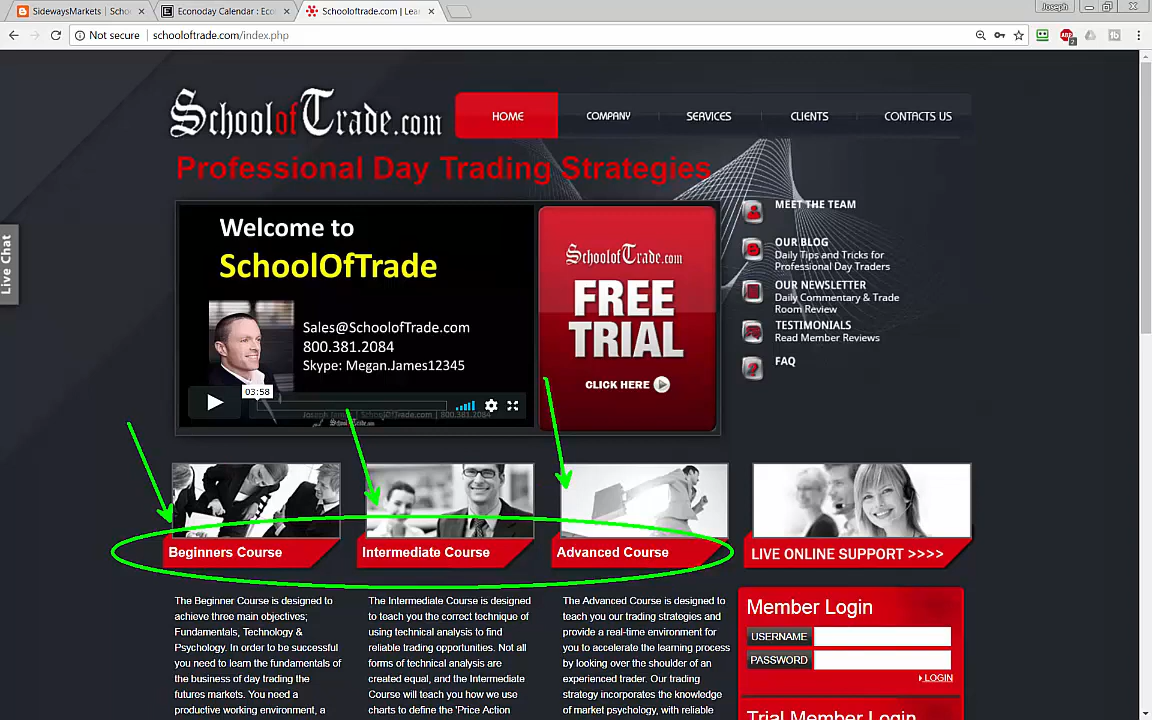 SidewaysMarkets | Scho
Econoday Calendar : Eco
Schooloftrade.com | Lear
Joseph
Not secure
schooloftrade.com/index.php
SchoolofTrade.com
HOME
COMPANY
SERVICES
CLIENTS
CONTACTS US
Professional Day Trading Strategies
Live Chat
Welcome to
SchoolOfTrade
Sales@SchoolofTrade.com
800.381.2084
Skype: Megan.James12345
03:58
SchoolofTrade.com
FREE
TRIAL
CLICK HERE
MEET THE TEAM
OUR BLOG
Daily Tips and Tricks for
Professional Day Traders
OUR NEWSLETTER
Daily Commentary & Trade
Room Review
TESTIMONIALS
Read Member Reviews
FAQ
Beginners Course
Intermediate Course
Advanced Course
LIVE ONLINE SUPPORT >>>>
The Beginner Course is designed to
achieve three main objectives;
Fundamentals, Technology &
Psychology. In order to be successful
you need to learn the fundamentals of
the business of day trading the
futures markets. You need a
productive working environment, a
The Intermediate Course is designed
to teach you the correct technique of
using technical analysis to find
reliable trading opportunities. Not all
forms of technical analysis are
created equal, and the Intermediate
Course will teach you how we use
charts to define the 'Price Action
The Advanced Course is designed to
teach you our trading strategies and
provide a real-time environment for
you to accelerate the learning process
by looking over the shoulder of an
experienced trader. Our trading
strategy incorporates the knowledge
of market psychology, with reliable
Member Login
USERNAME
PASSWORD
LOGIN
Trial Member Login